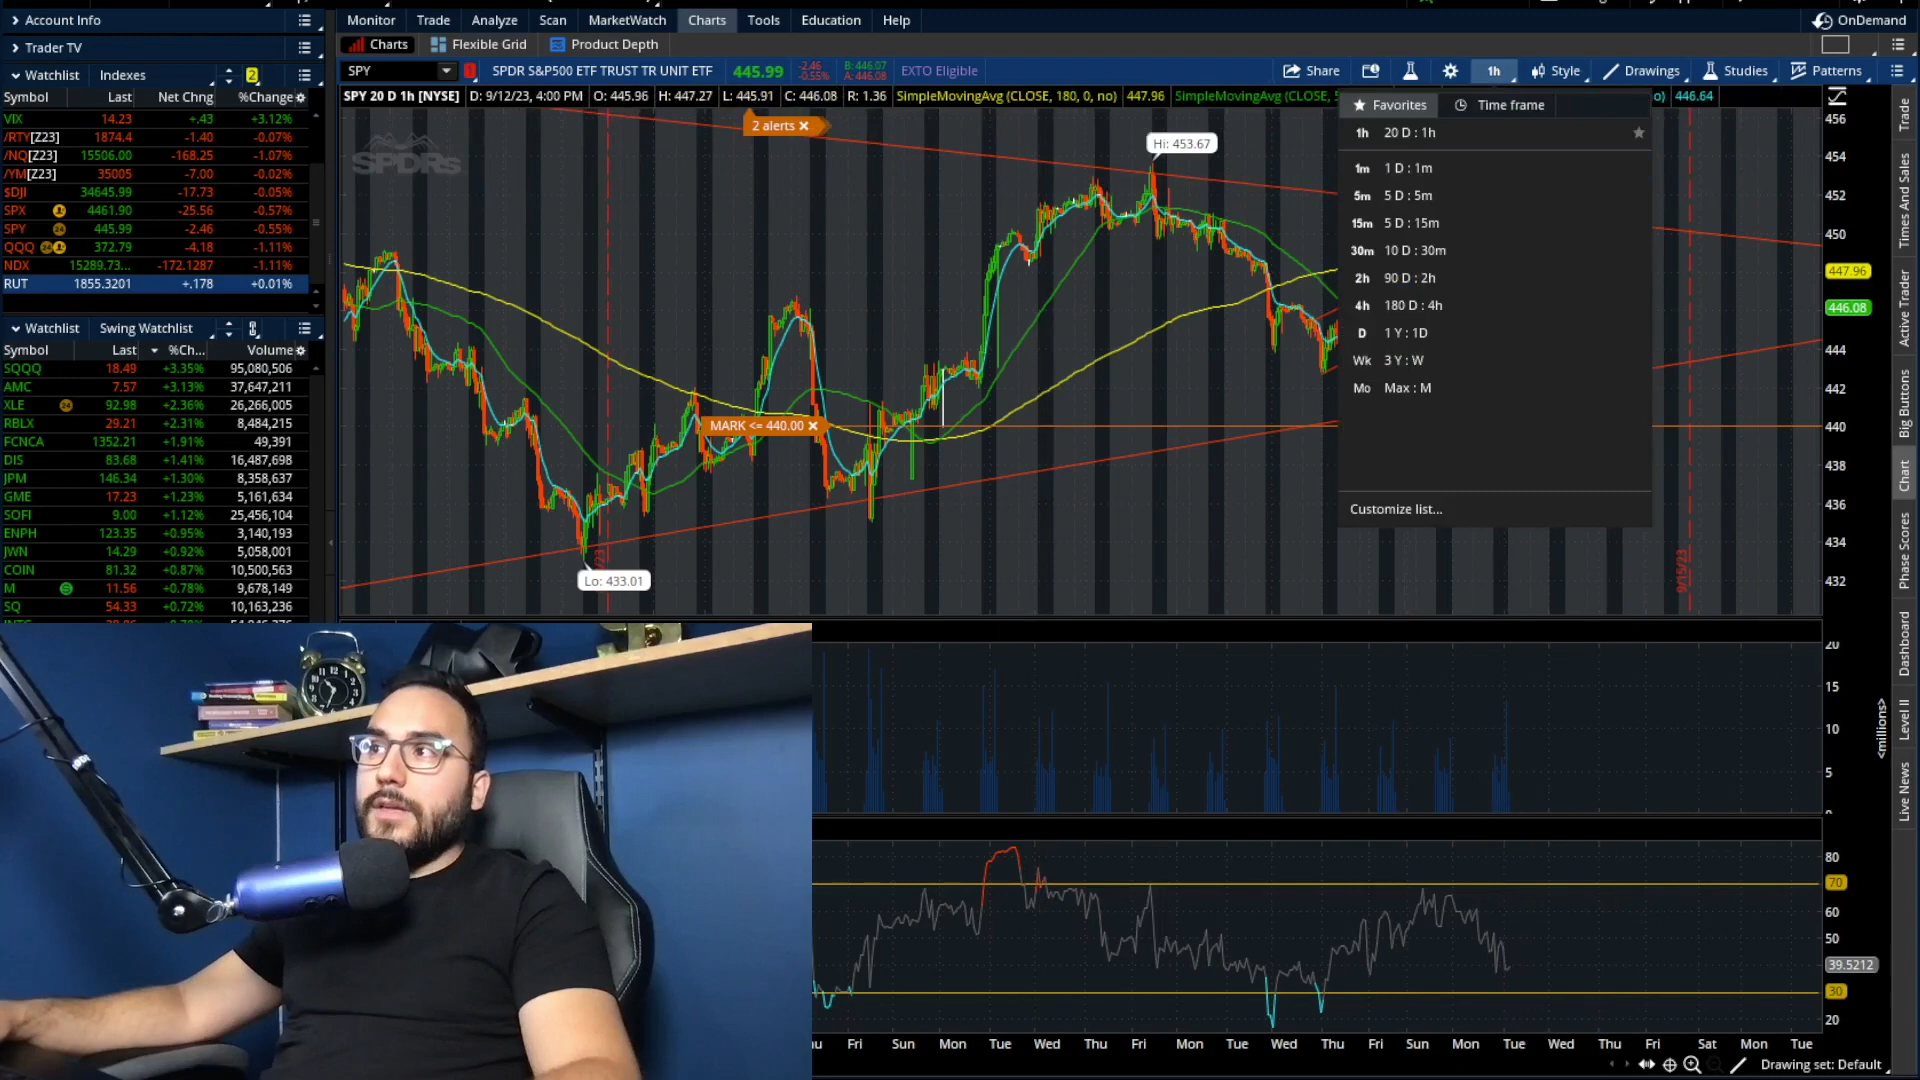 Account Info
Monitor Trade Analyze Scan MarketWatch Charts Tools Education Help OnDemand
Trader TV
Charts Flexible Grid Product Depth
Watchlist Indexes 2
SPY SPDR S&P500 ETF TRUST TR UNIT ETF 445.99 -2.46 -0.55% B: 446.07 A: 446.08 EXTO Eligible Share 1h Style Drawings Studies Patterns
Symbol Last Net Chng %Change
SPY 20 D 1h [NYSE] D: 9/12/23, 4:00 PM O: 445.96 H: 447.27 L: 445.91 C: 446.08 R: 1.36 SimpleMovingAvg (CLOSE, 180, 0, no) 447.96 SimpleMovingAvg (CLOSE, 5 o) 446.64
VIX 14.23 +.43 +3.12%
/RTY[Z23] 1874.4 -1.40 -0.07%
/NQ[Z23] 15506.00 -168.25 -1.07%
/YM[Z23] 35005 -7.00 -0.02%
$DJI 34645.99 -17.73 -0.05%
SPX 4461.90 -25.56 -0.57%
SPY 445.99 -2.46 -0.55%
QQQ 372.79 -4.18 -1.11%
NDX 15289.73... -172.1287 -1.11%
RUT 1855.3201 +.178 +0.01%
Watchlist Swing Watchlist
Symbol Last %Ch... Volume
SQQQ 18.49 +3.35% 95,080,506
AMC 7.57 +3.13% 37,647,211
XLE 92.98 +2.36% 26,266,005
RBLX 29.21 +2.31% 8,484,215
FCNCA 1352.21 +1.91% 49,391
DIS 83.68 +1.41% 16,487,698
JPM 146.34 +1.30% 8,358,637
GME 17.23 +1.23% 5,161,634
SOFI 9.00 +1.12% 25,456,104
ENPH 123.35 +0.95% 3,140,193
JWN 14.29 +0.92% 5,058,001
COIN 81.32 +0.87% 10,500,563
M 11.56 +0.78% 9,678,149
SQ 54.33 +0.72% 10,163,236
SPDRs
2 alerts
Hi: 453.67
MARK <= 440.00
Lo: 433.01
9/15/23
Favorites Time frame
1h 20 D : 1h
1m 1 D : 1m
5m 5 D : 5m
15m 5 D : 15m
30m 10 D : 30m
2h 90 D : 2h
4h 180 D : 4h
D 1 Y : 1D
Wk 3 Y : W
Mo Max : M
Customize list...
456
454
452
450
447.96
446.08
444
442
440
438
436
434
432
20
15
10
5
<millions>
80
70
60
50
39.5212
30
20
Fri Sun Mon Tue Wed Thu Fri Mon Tue Wed Thu Fri Sun Mon Tue Wed Thu Fri Sat Mon Tue
Drawing set: Default
Trade
Times And Sales
Active Trader
Big Buttons
Chart
Phase Scores
Dashboard
Level II
Live News